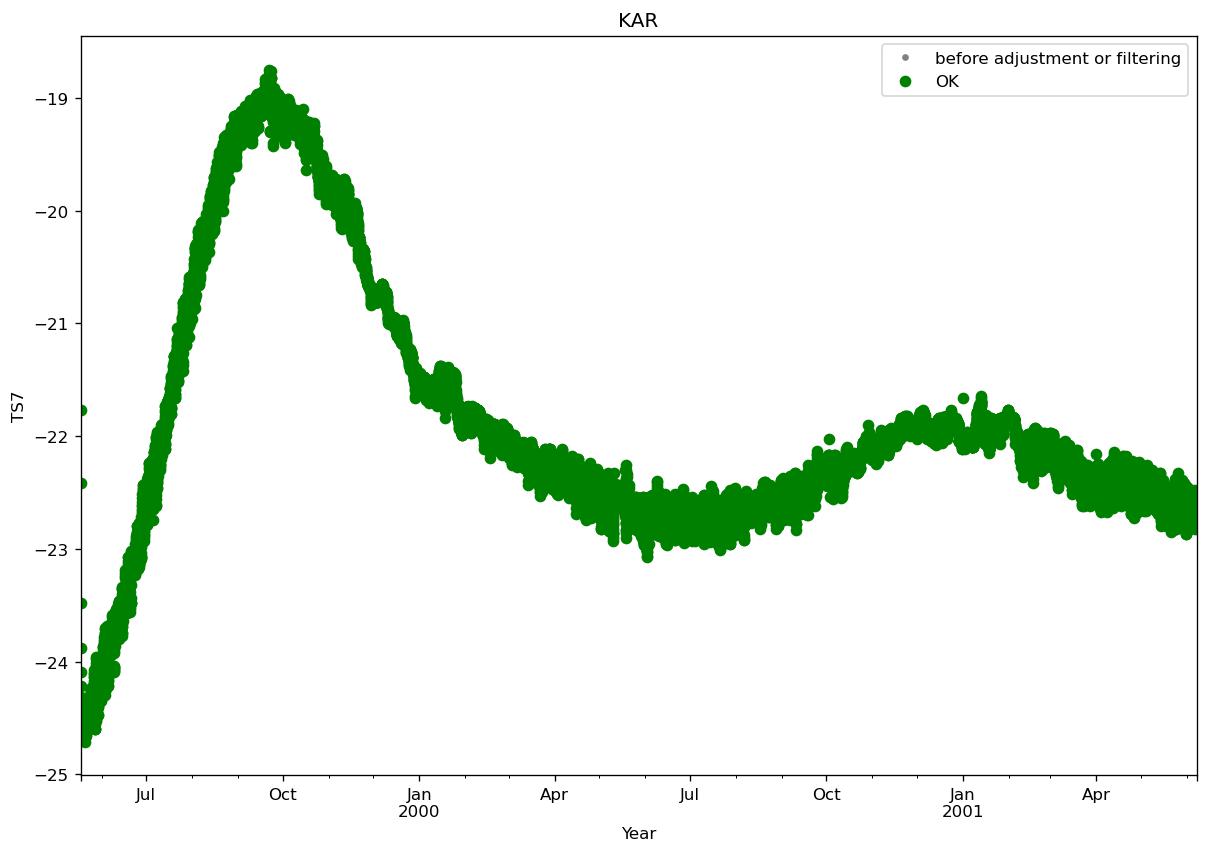 KAR
before adjustment or filtering
OK
TS7
−19
−20
−21
−22
−23
−24
−25
Jul
Oct
Jan
2000
Apr
Jul
Oct
Jan
2001
Apr
Year